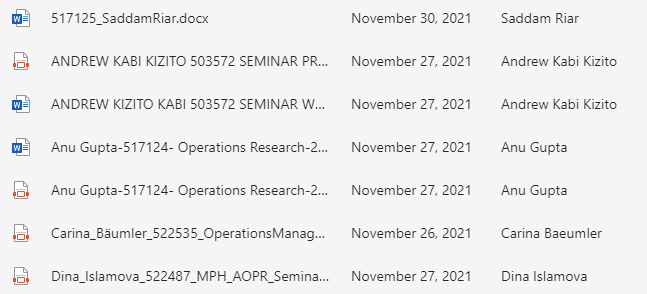 517125_SaddamRiar.docx November 30, 2021 Saddam Riar
ANDREW KABI KIZITO 503572 SEMINAR PR... November 27, 2021 Andrew Kabi Kizito
ANDREW KIZITO KABI 503572 SEMINAR W... November 27, 2021 Andrew Kabi Kizito
Anu Gupta-517124- Operations Research-2... November 27, 2021 Anu Gupta
Anu Gupta-517124- Operations Research-2... November 27, 2021 Anu Gupta
Carina_Bäumler_522535_OperationsManag... November 26, 2021 Carina Baeumler
Dina_Islamova_522487_MPH_AOPR_Semina... November 27, 2021 Dina Islamova